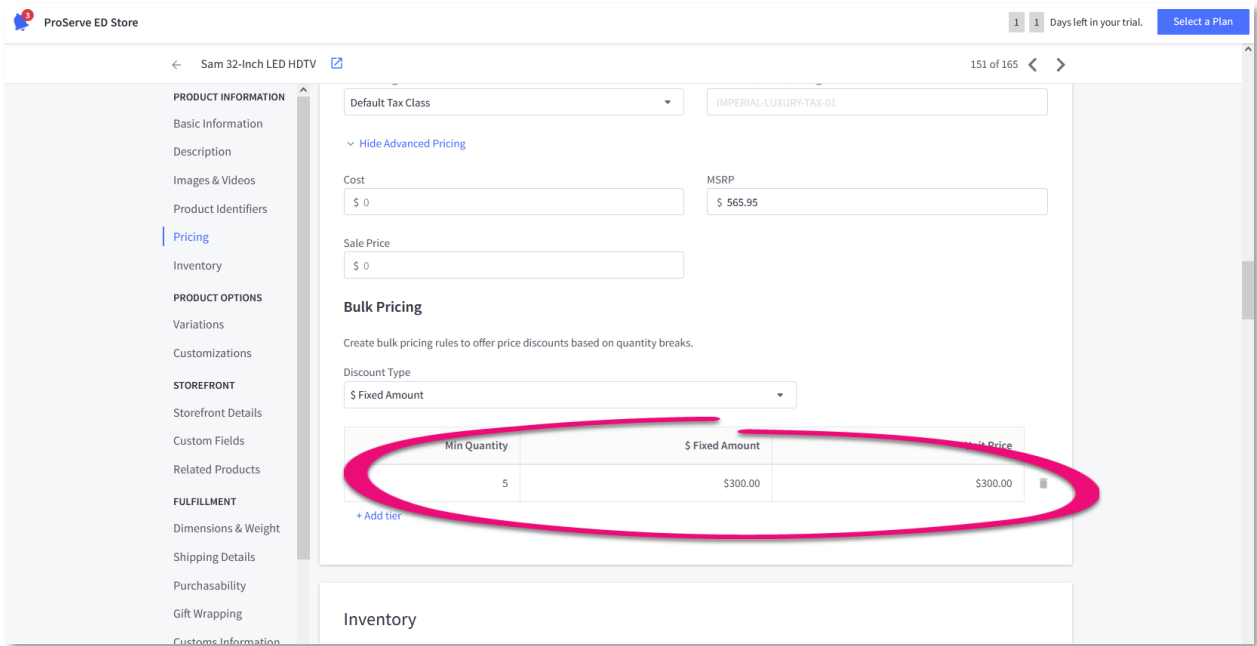 3
ProServe ED Store
1 1 Days left in your trial.
Select a Plan
Sam 32-Inch LED HDTV
151 of 165
PRODUCT INFORMATION
Basic Information
Description
Images & Videos
Product Identifiers
Pricing
Inventory
PRODUCT OPTIONS
Variations
Customizations
STOREFRONT
Storefront Details
Custom Fields
Related Products
FULFILLMENT
Dimensions & Weight
Shipping Details
Purchasability
Gift Wrapping
Customs Information
Default Tax Class
IMPERIAL-LUXURY-TAX-01
Hide Advanced Pricing
Cost
MSRP
$ 0
$ 565.95
Sale Price
$ 0
Bulk Pricing
Create bulk pricing rules to offer price discounts based on quantity breaks.
Discount Type
$ Fixed Amount
Min Quantity $ Fixed Amount Unit Price
5 $300.00 $300.00
+ Add tier
Inventory